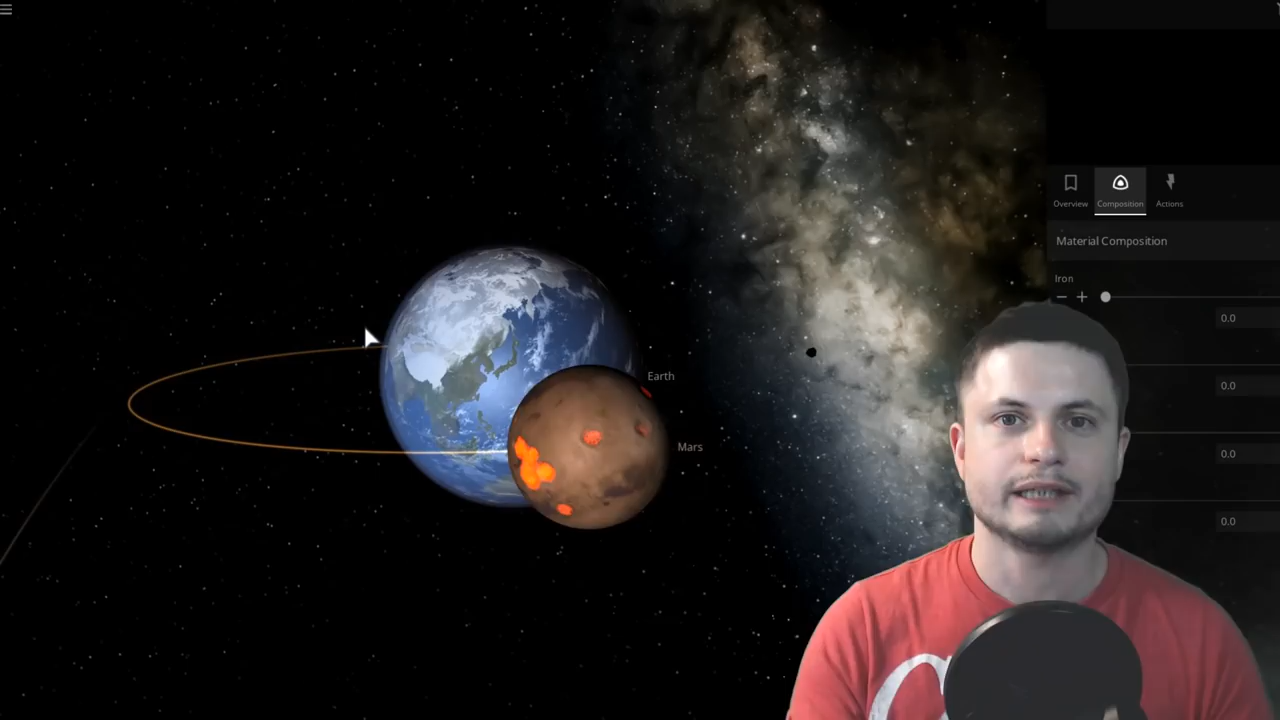 Overview Composition Actions
Material Composition
Iron
0.0
Earth
0.0
Mars
0.0
0.0